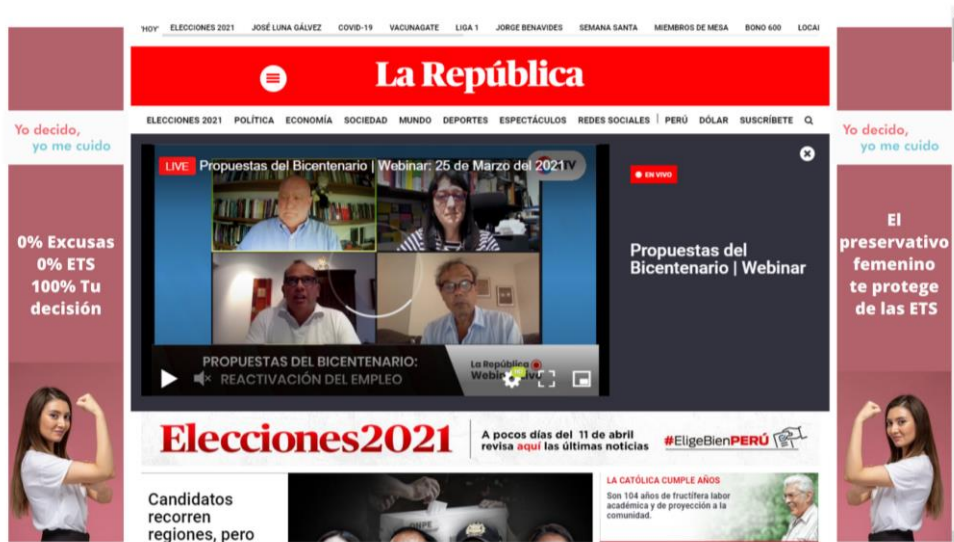 'HOY' ELECCIONES 2021 JOSÉ LUNA GÁLVEZ COVID-19 VACUNAGATE LIGA 1 JORGE BENAVIDES SEMANA SANTA MIEMBROS DE MESA BONO 600 LOCAI
La República
ELECCIONES 2021 POLÍTICA ECONOMÍA SOCIEDAD MUNDO DEPORTES ESPECTÁCULOS REDES SOCIALES PERÚ DÓLAR SUSCRÍBETE
Yo decido,
yo me cuido
0% Excusas
0% ETS
100% Tu
decisión
LIVE Propuestas del Bicentenario | Webinar: 25 de Marzo del 2021
TV
PROPUESTAS DEL BICENTENARIO:
REACTIVACIÓN DEL EMPLEO
La República
Webin
EN VIVO
Propuestas del
Bicentenario | Webinar
Yo decido,
yo me cuido
El
preservativo
femenino
te protege
de las ETS
Elecciones2021
A pocos días del 11 de abril
revisa aquí las últimas noticias
#EligeBienPERÚ
Candidatos
recorren
regiones, pero
ONPE
LA CATÓLICA CUMPLE AÑOS
Son 104 años de fructífera labor
académica y de proyección a la
comunidad.